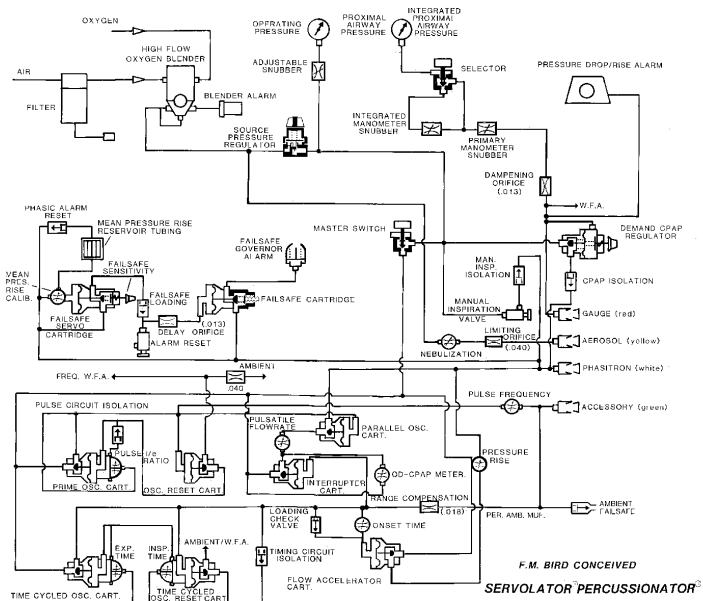 OXYGEN
HIGH FLOW
OXYGEN BLENDER
AIR
FILTER
BLENDER ALARM
OPERATING
PRESSURE
PROXIMAL
AIRWAY
PRESSURE
INTEGRATED
PROXIMAL
AIRWAY
PRESSURE
ADJUSTABLE
SNUBBER
SELECTOR
PRESSURE DROP/RISE ALARM
SOURCE
PRESSURE
REGULATOR
INTEGRATED
MANOMETER
SNUBBER
PRIMARY
MANOMETER
SNUBBER
DAMPENING
ORIFICE
(.013)
W.F.A.
PHASIC ALARM
RESET
MEAN PRESSURE RISE
RESERVOIR TUBING
FAILSAFE
GOVERNOR
ALARM
MASTER SWITCH
DEMAND CPAP
REGULATOR
FAILSAFE
SENSITIVITY
MEAN
PRES.
RISE
CALIB.
FAILSAFE
SERVO
CARTRIDGE
FAILSAFE
LOADING
FAILSAFE CARTRIDGE
(.013)
DELAY ORIFICE
ALARM RESET
MAN.
INSP.
ISOLATION
CPAP ISOLATION
MANUAL
INSPIRATION
VALVE
GAUGE (red)
LIMITING
ORIFICE
(.040)
NEBULIZATION
AEROSOL (yellow)
PHASITRON (white)
FREQ. W.F.A.
AMBIENT
.040
PULSE FREQUENCY
ACCESSORY (green)
PULSE CIRCUIT ISOLATION
PULSATILE
FLOWRATE
PARALLEL OSC.
CART.
PULSE i/e
RATIO
PRIME OSC. CART.
OSC. RESET CART.
INTERRUPTER
CART.
OD-CPAP METER.
PRESSURE
RISE
RANGE COMPENSATION
(.018)
PER. AMB. MUF.
AMBIENT
FAILSAFE
LOADING
CHECK
VALVE
ONSET TIME
EXP.
TIME
INSP.
TIME
AMBIENT/W.F.A.
TIMING CIRCUIT
ISOLATION
FLOW ACCELERATOR
CART.
TIME CYCLED OSC. CART.
TIME CYCLED
OSC. RESET CART
F.M. BIRD CONCEIVED
SERVOLATOR® PERCUSSIONATOR®